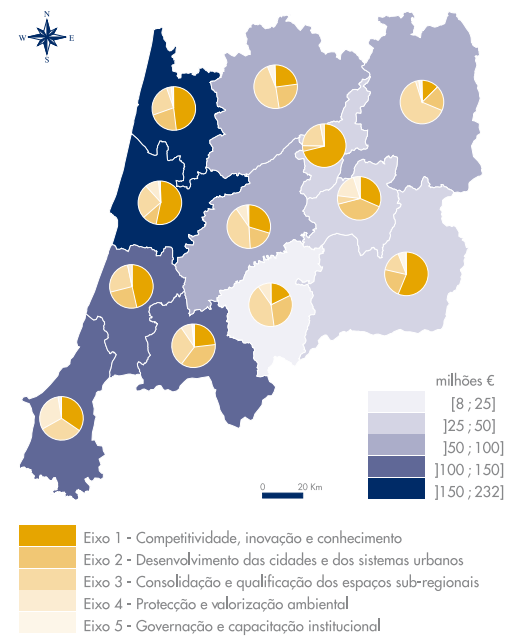 N
W E
S
milhões €
[8 ; 25]
]25 ; 50]
]50 ; 100]
]100 ; 150]
]150 ; 232]
0 20 Km
Eixo 1 - Competitividade, inovação e conhecimento
Eixo 2 - Desenvolvimento das cidades e dos sistemas urbanos
Eixo 3 - Consolidação e qualificação dos espaços sub-regionais
Eixo 4 - Protecção e valorização ambiental
Eixo 5 - Governação e capacitação institucional